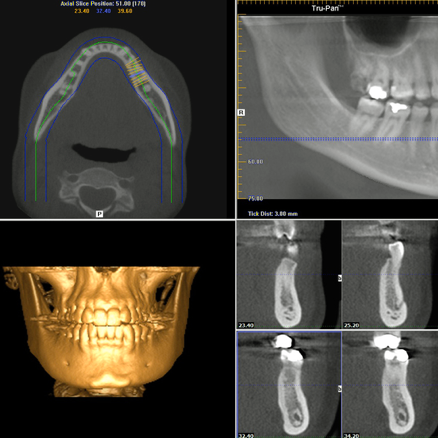 Axial Slice Position: 51.00 (170)
23.40 32.40 39.60
Tru-Pan™
R
60.00
75.00
Tick Dist: 3.00 mm
P
23.40
25.20
32.40
34.20